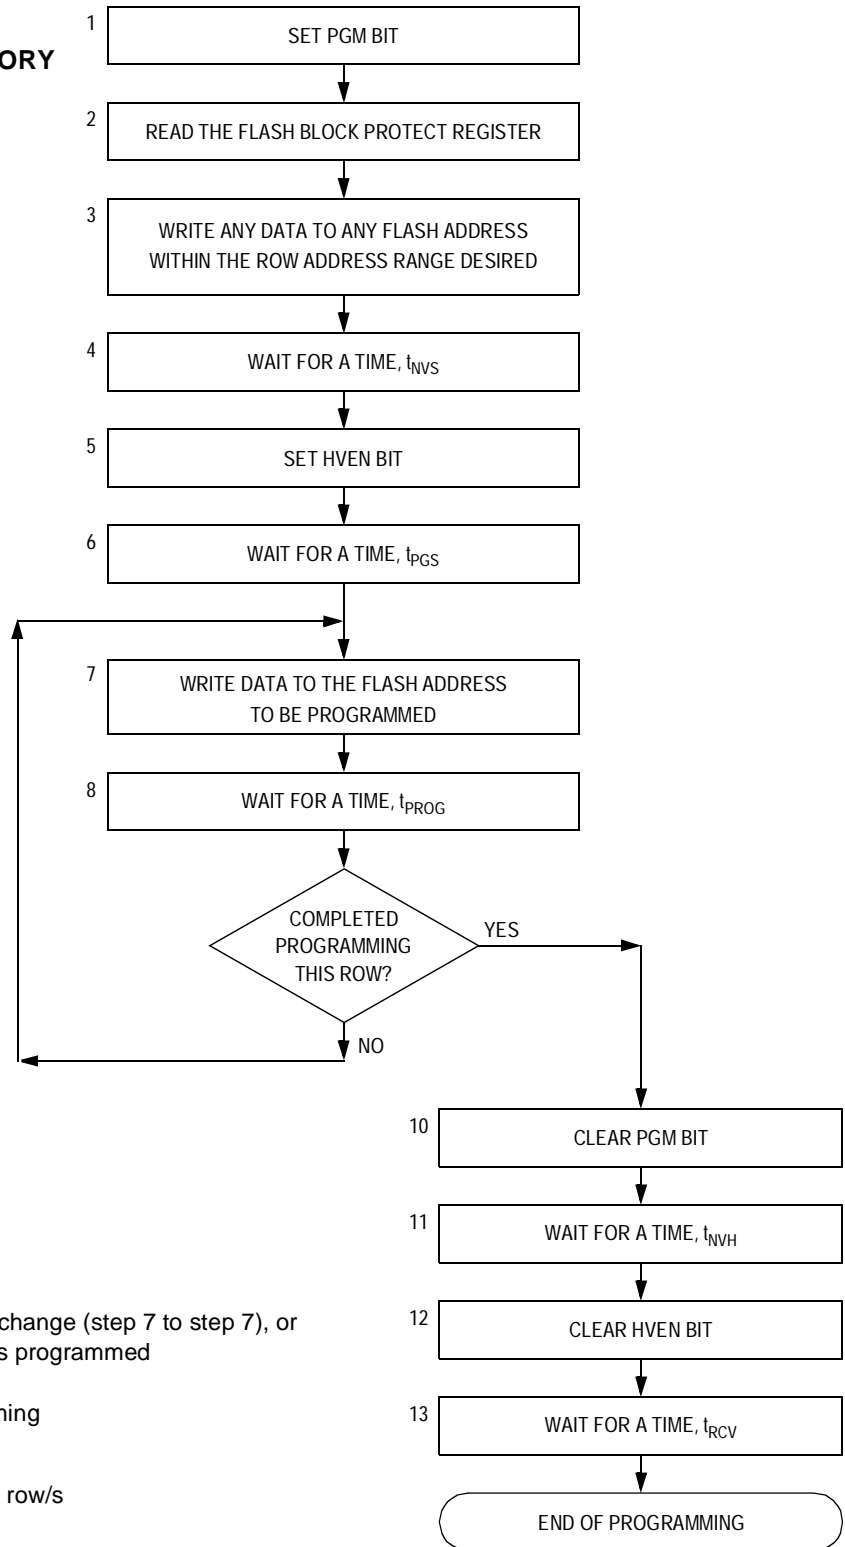 1
SET PGM BIT
ORY
2
READ THE FLASH BLOCK PROTECT REGISTER
3
WRITE ANY DATA TO ANY FLASH ADDRESS
WITHIN THE ROW ADDRESS RANGE DESIRED
4
WAIT FOR A TIME, tNVS
5
SET HVEN BIT
6
WAIT FOR A TIME, tPGS
7
WRITE DATA TO THE FLASH ADDRESS
TO BE PROGRAMMED
8
WAIT FOR A TIME, tPROG
COMPLETED
PROGRAMMING
THIS ROW?
YES
NO
10
CLEAR PGM BIT
11
WAIT FOR A TIME, tNVH
12
CLEAR HVEN BIT
13
WAIT FOR A TIME, tRCV
END OF PROGRAMMING
change (step 7 to step 7), or
s programmed
ning
row/s